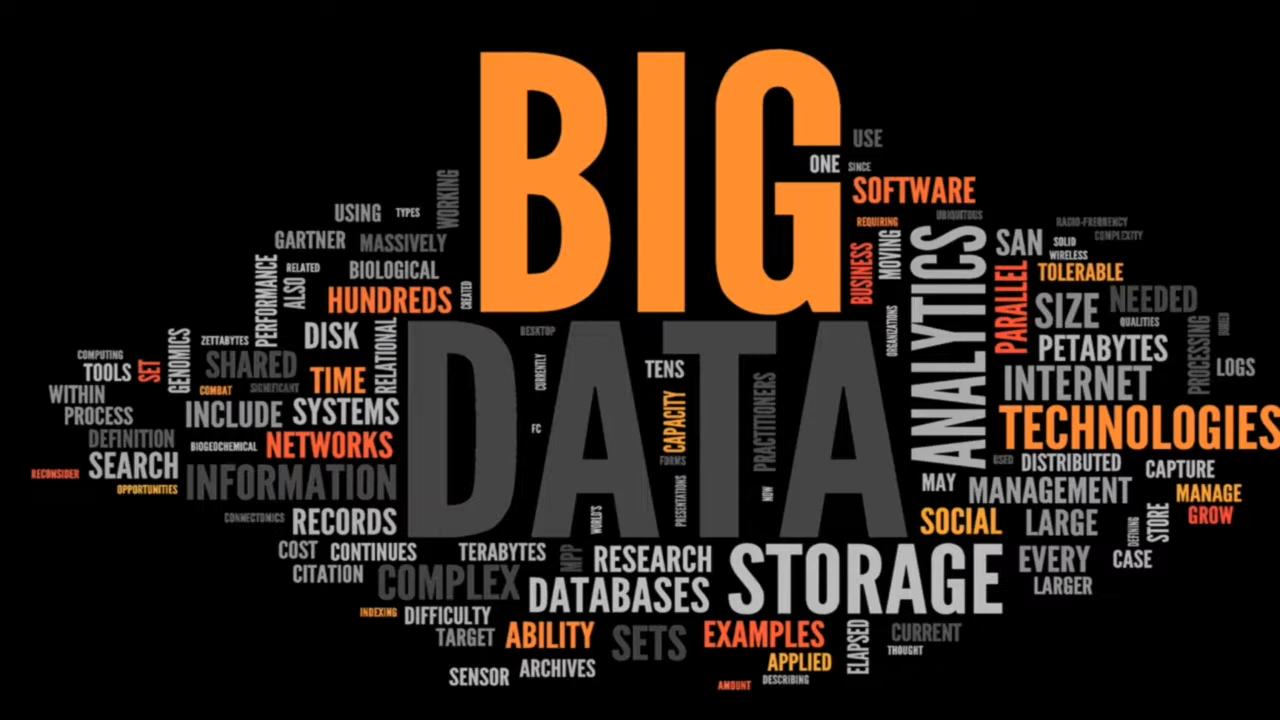 BIG
DATA
USE
ONE
SINCE
SOFTWARE
WORKING
USING
TYPES
REQUIRING
UBIQUITOUS
RADIO-FREQUENCY
COMPLEXITY
GARTNER
MASSIVELY
MOVING
BUSINESS
ANALYTICS
SAN
SOLID
WIRELESS
PERFORMANCE
RELATED
ALSO
BIOLOGICAL
TOLERABLE
PARALLEL
HUNDREDS
CREATED
SIZE
NEEDED
DISK
RELATIONAL
DESKTOP
ORGANIZATIONS
QUALITIES
PROCESSING
GENOMICS
ZETTABYTES
PETABYTES
COMPUTING
TOOLS
SET
SHARED
CURRENTLY
TENS
LOGS
COMBAT
SIGNIFICANT
TIME
INTERNET
WITHIN
PROCESS
INCLUDE
SYSTEMS
CAPACITY
PRACTITIONERS
TECHNOLOGIES
FC
DEFINITION
BIOGEOCHEMICAL
NETWORKS
FORMS
USED
DISTRIBUTED
CAPTURE
SEARCH
RECONSIDER
OPPORTUNITIES
INFORMATION
PRESENTATIONS
NOW
MAY
MANAGEMENT
MANAGE
GROW
CONNECTOMICS
RECORDS
WORLD'S
SOCIAL
LARGE
DEFINING
STORE
COST
CONTINUES
TERABYTES
MPP
RESEARCH
STORAGE
EVERY
CASE
CITATION
COMPLEX
DATABASES
LARGER
INDEXING
DIFFICULTY
TARGET
ABILITY
SETS
EXAMPLES
ELAPSED
CURRENT
THOUGHT
APPLIED
SENSOR
ARCHIVES
AMOUNT
DESCRIBING